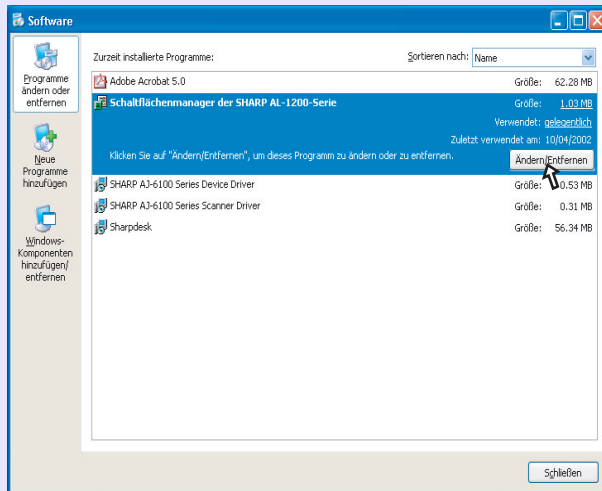 Software
Programme
ändern oder
entfernen
Neue
Programme
hinzufügen
Windows-
Komponenten
hinzufügen/
entfernen
Zurzeit installierte Programme:
Sortieren nach: Name
Adobe Acrobat 5.0 Größe: 62.28 MB
Schaltflächenmanager der SHARP AL-1200-Serie Größe: 1.03 MB
Verwendet: gelegentlich
Zuletzt verwendet am: 10/04/2002
Klicken Sie auf "Ändern/Entfernen", um dieses Programm zu ändern oder zu entfernen. Ändern/Entfernen
SHARP AJ-6100 Series Device Driver Größe: 0.53 MB
SHARP AJ-6100 Series Scanner Driver Größe: 0.31 MB
Sharpdesk Größe: 56.34 MB
Schließen